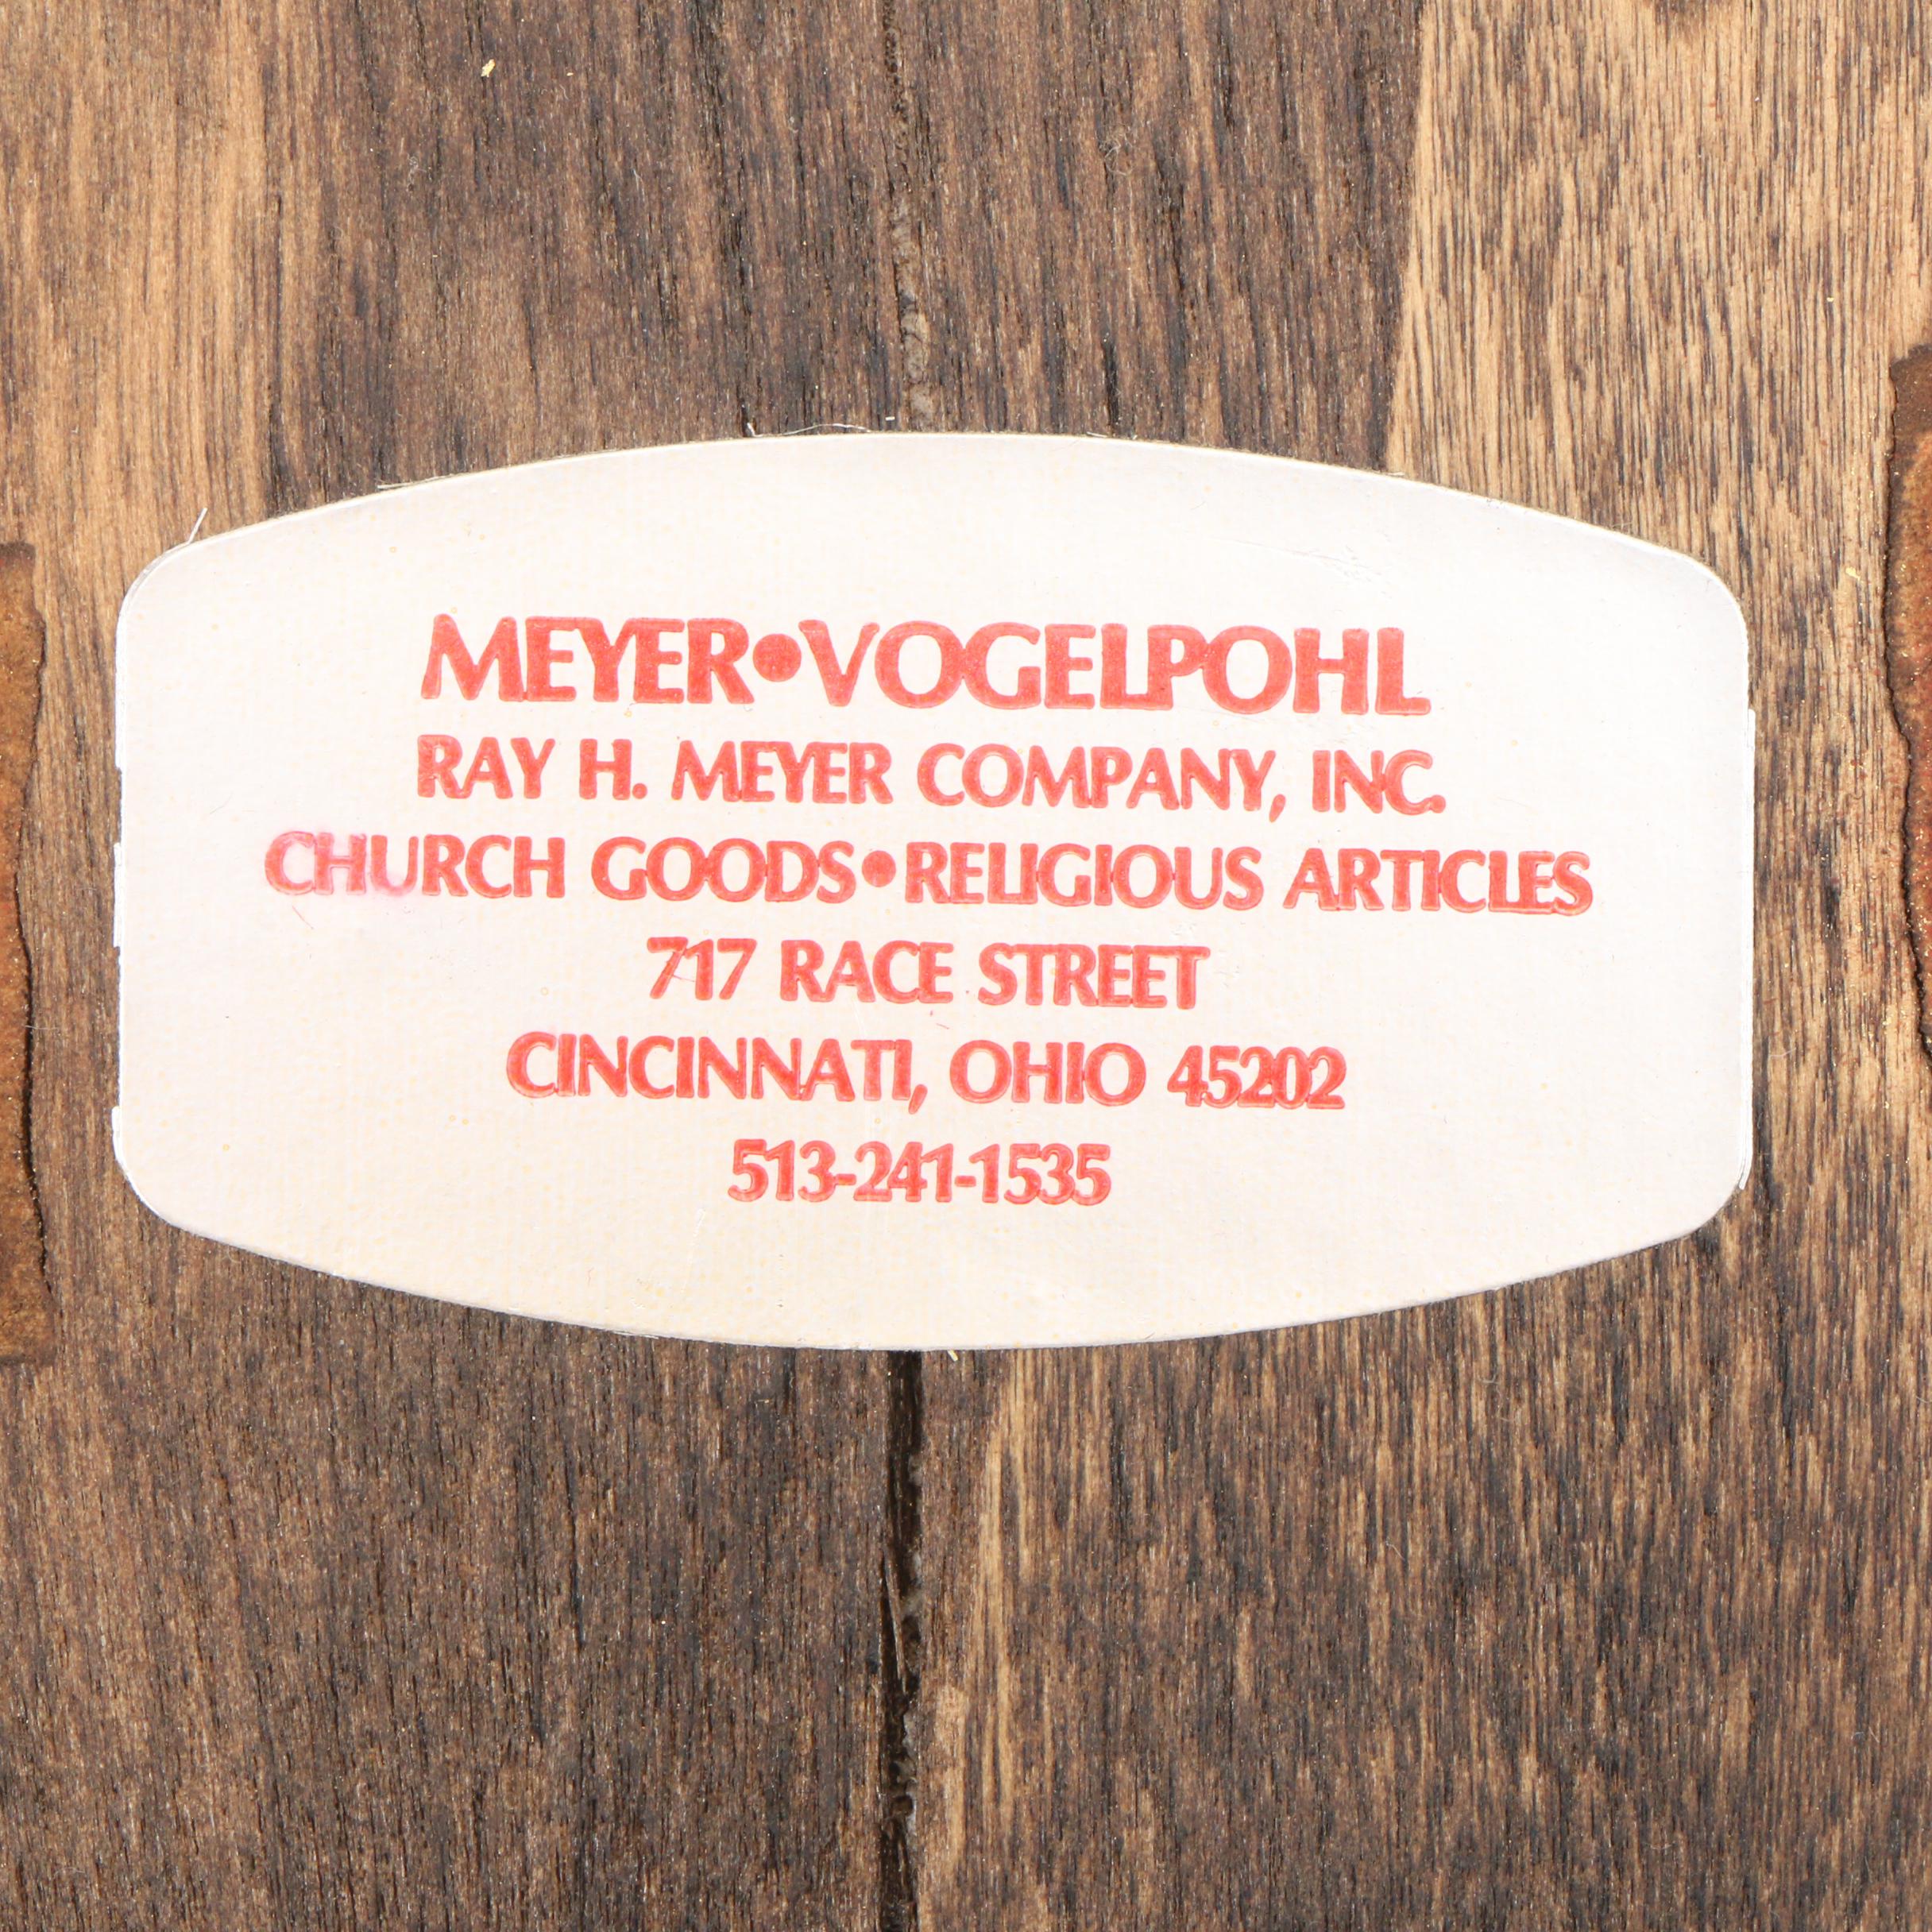 MEYER•VOGELPOHL
RAY H. MEYER COMPANY, INC.
CHURCH GOODS•RELIGIOUS ARTICLES
717 RACE STREET
CINCINNATI, OHIO 45202
513-241-1535